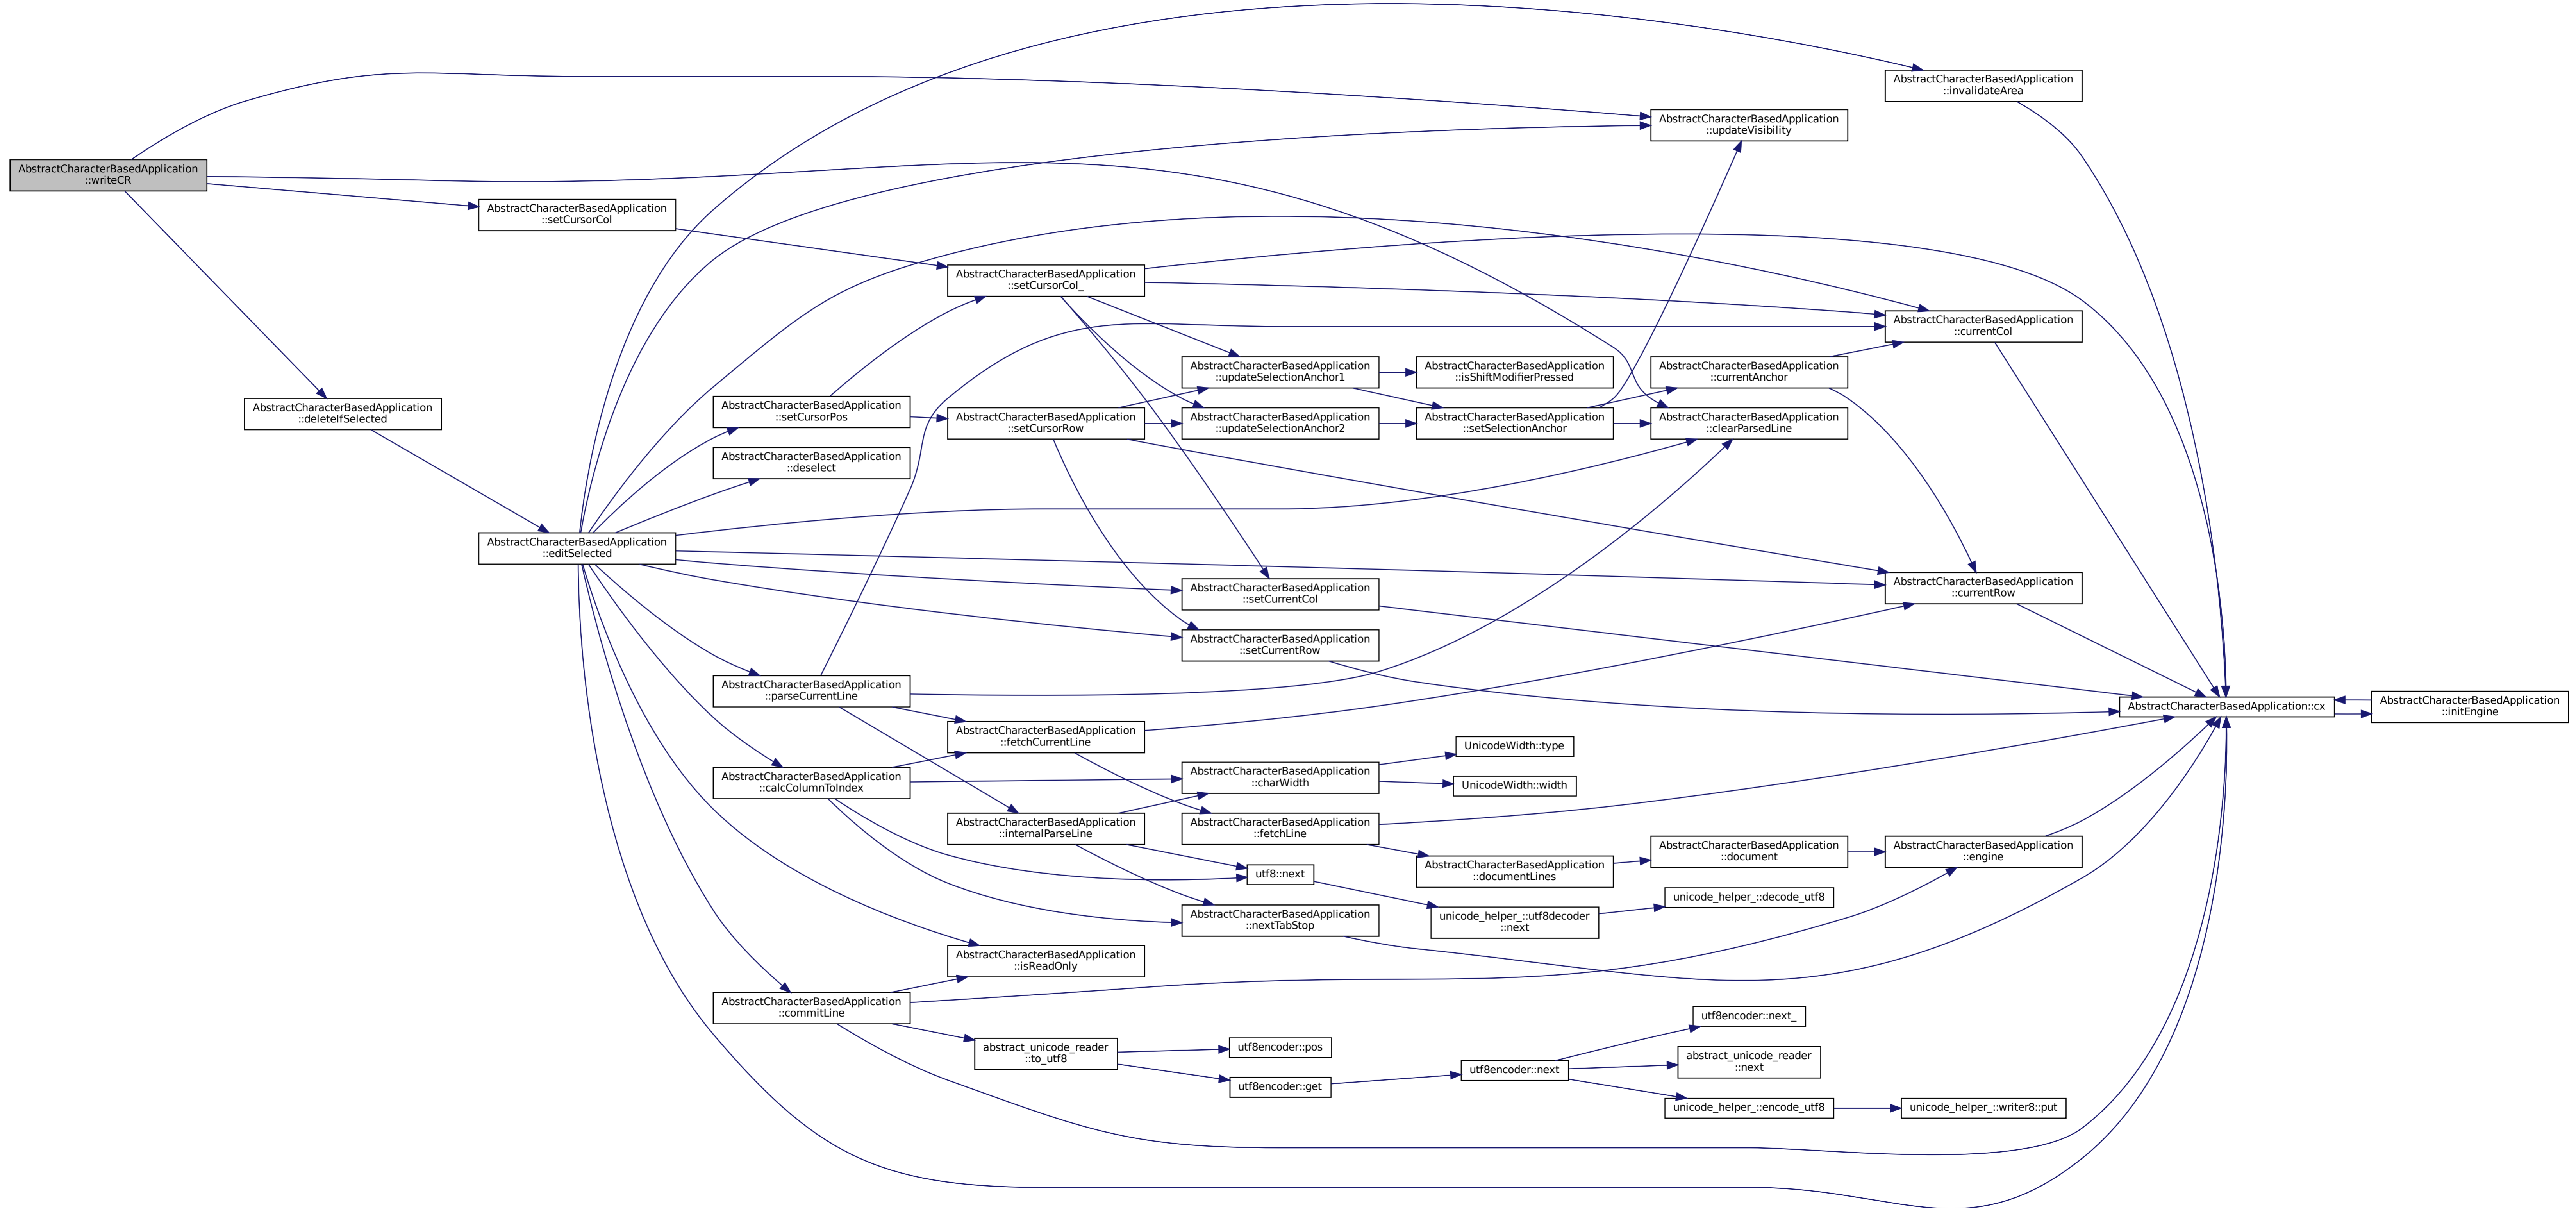 AbstractCharacterBasedApplication
::writeCR
AbstractCharacterBasedApplication
::deleteIfSelected
AbstractCharacterBasedApplication
::setCursorCol
AbstractCharacterBasedApplication
::editSelected
AbstractCharacterBasedApplication
::setCursorPos
AbstractCharacterBasedApplication
::deselect
AbstractCharacterBasedApplication
::parseCurrentLine
AbstractCharacterBasedApplication
::calcColumnToIndex
AbstractCharacterBasedApplication
::commitLine
AbstractCharacterBasedApplication
::setCursorCol_
AbstractCharacterBasedApplication
::setCursorRow
AbstractCharacterBasedApplication
::fetchCurrentLine
AbstractCharacterBasedApplication
::internalParseLine
AbstractCharacterBasedApplication
::isReadOnly
abstract_unicode_reader
::to_utf8
AbstractCharacterBasedApplication
::updateSelectionAnchor1
AbstractCharacterBasedApplication
::updateSelectionAnchor2
AbstractCharacterBasedApplication
::setCurrentCol
AbstractCharacterBasedApplication
::setCurrentRow
AbstractCharacterBasedApplication
::charWidth
AbstractCharacterBasedApplication
::fetchLine
utf8::next
AbstractCharacterBasedApplication
::nextTabStop
utf8encoder::pos
utf8encoder::get
AbstractCharacterBasedApplication
::isShiftModifierPressed
AbstractCharacterBasedApplication
::setSelectionAnchor
UnicodeWidth::type
UnicodeWidth::width
AbstractCharacterBasedApplication
::documentLines
unicode_helper_::utf8decoder
::next
utf8encoder::next
AbstractCharacterBasedApplication
::updateVisibility
AbstractCharacterBasedApplication
::currentAnchor
AbstractCharacterBasedApplication
::clearParsedLine
AbstractCharacterBasedApplication
::document
unicode_helper_::decode_utf8
utf8encoder::next_
abstract_unicode_reader
::next
unicode_helper_::encode_utf8
AbstractCharacterBasedApplication
::invalidateArea
AbstractCharacterBasedApplication
::currentCol
AbstractCharacterBasedApplication
::currentRow
AbstractCharacterBasedApplication
::engine
unicode_helper_::writer8::put
AbstractCharacterBasedApplication::cx
AbstractCharacterBasedApplication
::initEngine